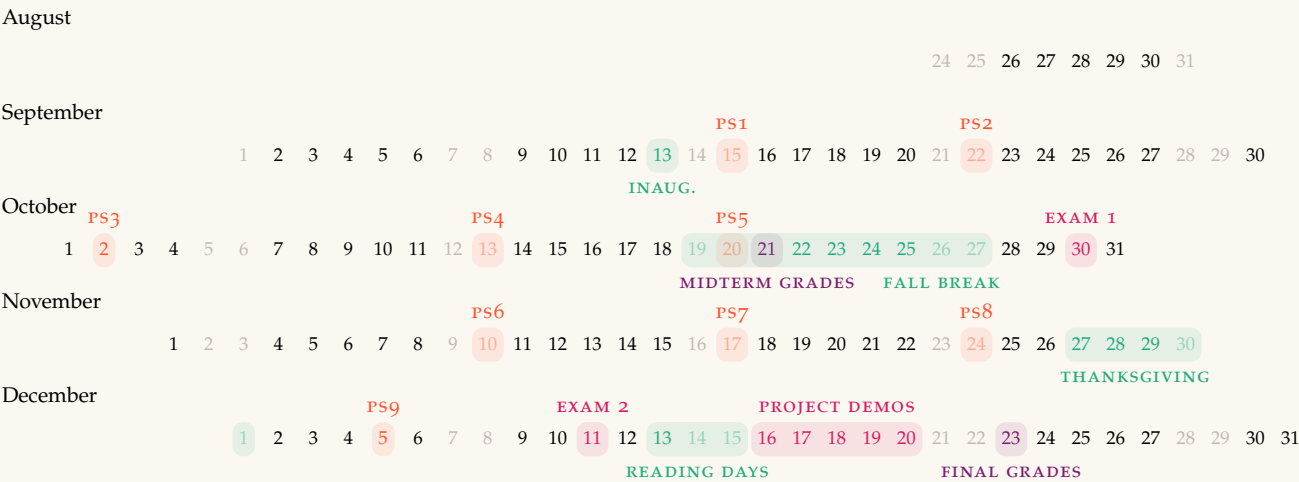 August
24 25 26 27 28 29 30 31
September
PS1 PS2
1 2 3 4 5 6 7 8 9 10 11 12 13 14 15 16 17 18 19 20 21 22 23 24 25 26 27 28 29 30
INAUG.
October
PS3 PS4 PS5 EXAM 1
1 2 3 4 5 6 7 8 9 10 11 12 13 14 15 16 17 18 19 20 21 22 23 24 25 26 27 28 29 30 31
MIDTERM GRADES FALL BREAK
November
PS6 PS7 PS8
1 2 3 4 5 6 7 8 9 10 11 12 13 14 15 16 17 18 19 20 21 22 23 24 25 26 27 28 29 30
THANKSGIVING
December
PS9 EXAM 2 PROJECT DEMOS
1 2 3 4 5 6 7 8 9 10 11 12 13 14 15 16 17 18 19 20 21 22 23 24 25 26 27 28 29 30 31
READING DAYS FINAL GRADES